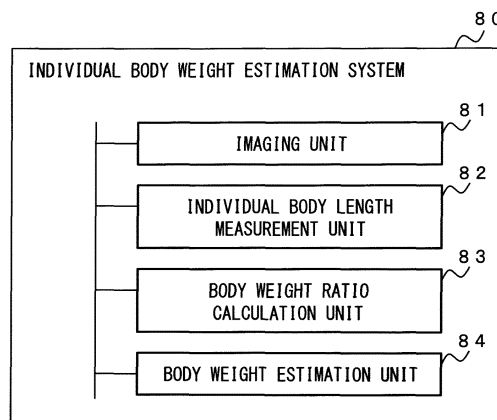 80
INDIVIDUAL BODY WEIGHT ESTIMATION SYSTEM
81
IMAGING UNIT
82
INDIVIDUAL BODY LENGTH
MEASUREMENT UNIT
83
BODY WEIGHT RATIO
CALCULATION UNIT
84
BODY WEIGHT ESTIMATION UNIT